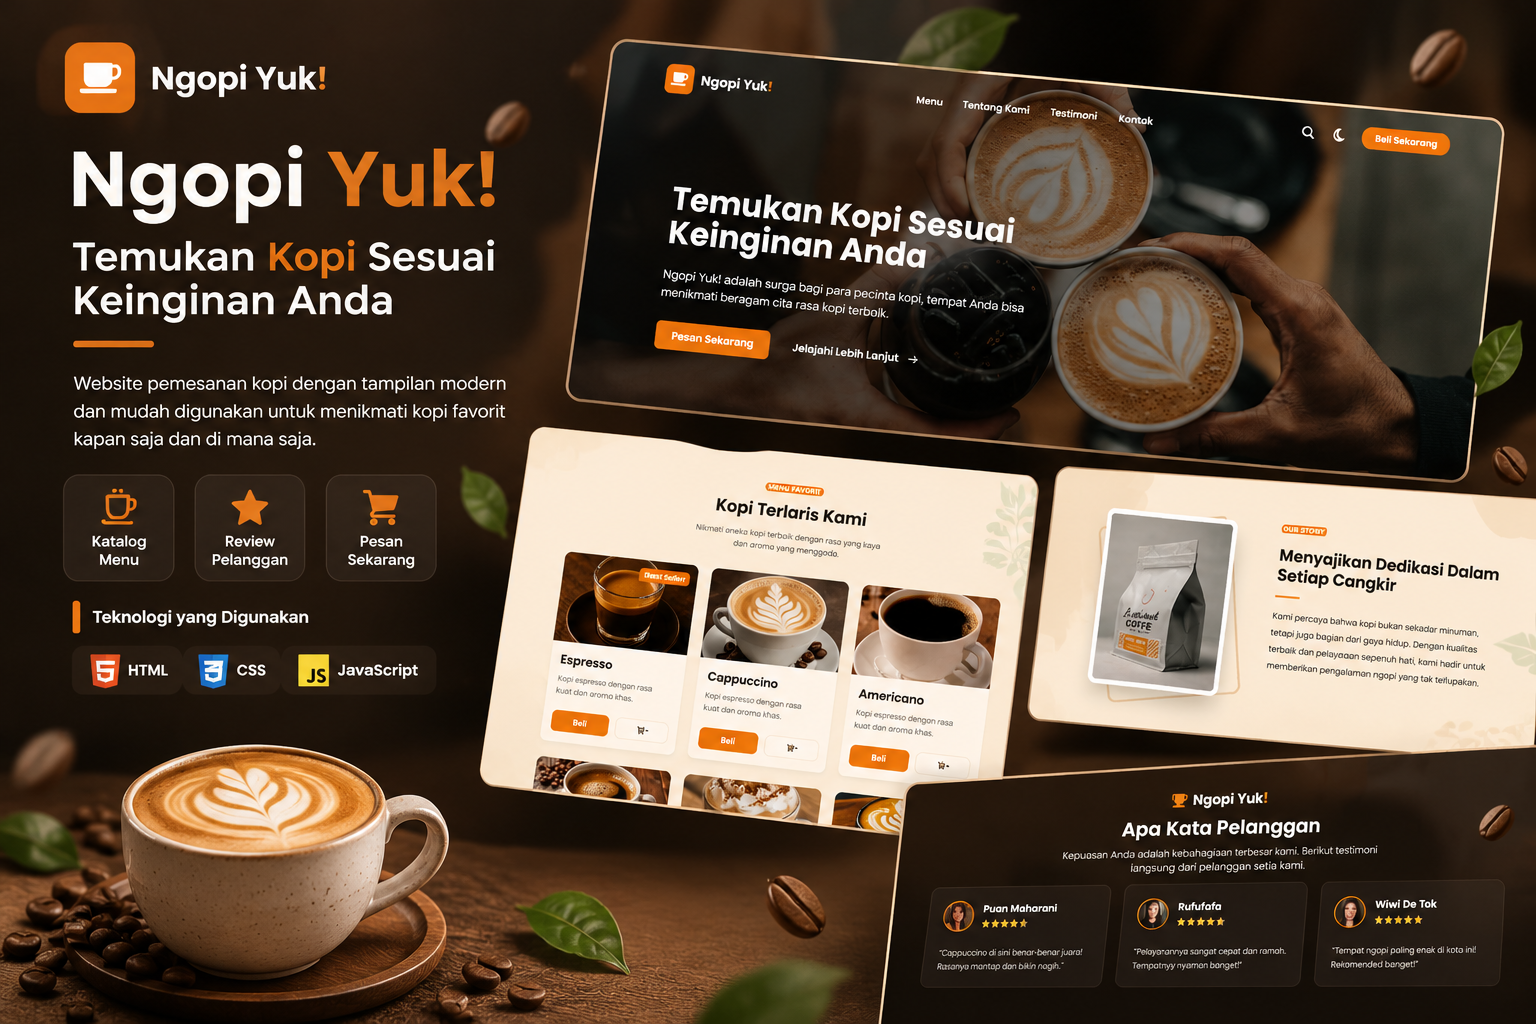 Ngopi Yuk!
Ngopi Yuk!
Temukan Kopi Sesuai
Keinginan Anda
Website pemesanan kopi dengan tampilan modern
dan mudah digunakan untuk menikmati kopi favorit
kapan saja dan di mana saja.
Katalog
Menu
Review
Pelanggan
Pesan
Sekarang
Teknologi yang Digunakan
5 HTML
3 CSS
JS JavaScript
Ngopi Yuk!
Menu Tentang Kami Testimoni Kontak
Beli Sekarang
Temukan Kopi Sesuai
Keinginan Anda
Ngopi Yuk! adalah surga bagi para pecinta kopi, tempat Anda bisa
menikmati beragam cita rasa kopi terbaik.
Pesan Sekarang
Jelajahi Lebih Lanjut →
MENU FAVORIT
Kopi Terlaris Kami
Nikmati aneka kopi terbaik dengan rasa yang kaya
dan aroma yang menggoda.
Espresso
Kopi espresso dengan rasa
kuat dan aroma khas.
Beli
Cappuccino
Kopi espresso dengan rasa
kuat dan aroma khas.
Beli
Americano
Kopi espresso dengan rasa
kuat dan aroma khas.
Beli
COFFE
OUR STORY
Menyajikan Dedikasi Dalam
Setiap Cangkir
Kami percaya bahwa kopi bukan sekadar minuman,
tetapi juga bagian dari gaya hidup. Dengan kualitas
terbaik dan pelayaaan sepenuh hati, kami hadir untuk
memberikan pengalaman ngopi yang tak terlupakan.
Ngopi Yuk!
Apa Kata Pelanggan
Kepuasan Anda adalah kebahagiaan terbesar kami. Berikut testimoni
langsung dari pelanggan setia kami.
Puan Maharani
"Cappuccino di sini benar-benar juara!
Rasanya mantap dan bikin nagih."
Rufufafa
"Pelayarannya sangat cepat dan ramah.
Tempatnyy nyaman banget!"
Wiwi De Tok
"Tempat ngopi paling enak di kota ini!
Rekomended banget!"